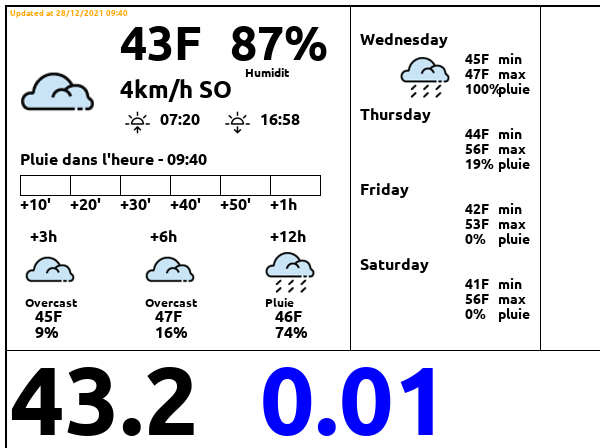 Updated at 28/12/2021 09:40
43F 87%
Humidit
4km/h SO
07:20 16:58
Pluie dans l'heure - 09:40
+10' +20' +30' +40' +50' +1h
+3h +6h +12h
Overcast Overcast Pluie
45F 47F 46F
9% 16% 74%
Wednesday
45F min
47F max
100% pluie
Thursday
44F min
56F max
19% pluie
Friday
42F min
53F max
0% pluie
Saturday
41F min
56F max
0% pluie
43.2 0.01